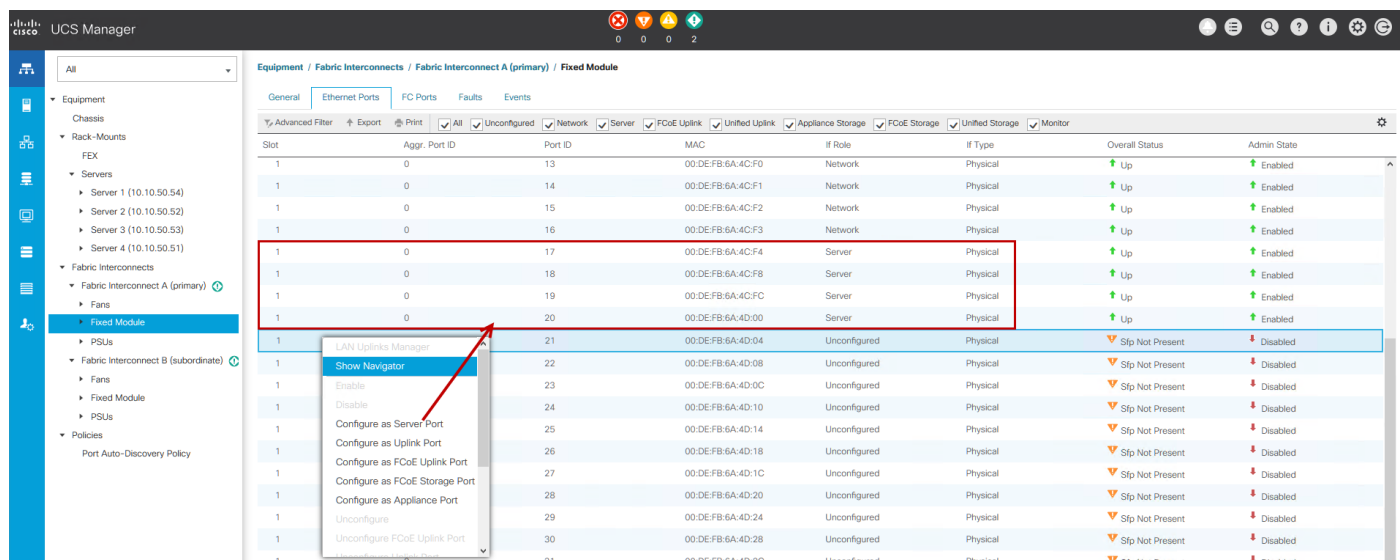 cisco UCS Manager
0 0 0 2
All
Equipment
Chassis
Rack-Mounts
FEX
Servers
Server 1 (10.10.50.54)
Server 2 (10.10.50.52)
Server 3 (10.10.50.53)
Server 4 (10.10.50.51)
Fabric Interconnects
Fabric Interconnect A (primary)
Fans
Fixed Module
PSUs
Fabric Interconnect B (subordinate)
Fans
Fixed Module
PSUs
Policies
Port Auto-Discovery Policy
Equipment / Fabric Interconnects / Fabric Interconnect A (primary) / Fixed Module
General Ethernet Ports FC Ports Faults Events
Advanced Filter Export Print All Unconfigured Network Server FCoE Uplink Unified Uplink Appliance Storage FCoE Storage Unified Storage Monitor
Slot Aggr. Port ID Port ID MAC If Role If Type Overall Status Admin State
1 0 13 00:DE:FB:6A:4C:F0 Network Physical Up Enabled
1 0 14 00:DE:FB:6A:4C:F1 Network Physical Up Enabled
1 0 15 00:DE:FB:6A:4C:F2 Network Physical Up Enabled
1 0 16 00:DE:FB:6A:4C:F3 Network Physical Up Enabled
1 0 17 00:DE:FB:6A:4C:F4 Server Physical Up Enabled
1 0 18 00:DE:FB:6A:4C:F8 Server Physical Up Enabled
1 0 19 00:DE:FB:6A:4C:FC Server Physical Up Enabled
1 0 20 00:DE:FB:6A:4D:00 Server Physical Up Enabled
1 21 00:DE:FB:6A:4D:04 Unconfigured Physical Sfp Not Present Disabled
1 22 00:DE:FB:6A:4D:08 Unconfigured Physical Sfp Not Present Disabled
1 23 00:DE:FB:6A:4D:0C Unconfigured Physical Sfp Not Present Disabled
1 24 00:DE:FB:6A:4D:10 Unconfigured Physical Sfp Not Present Disabled
1 25 00:DE:FB:6A:4D:14 Unconfigured Physical Sfp Not Present Disabled
1 26 00:DE:FB:6A:4D:18 Unconfigured Physical Sfp Not Present Disabled
1 27 00:DE:FB:6A:4D:1C Unconfigured Physical Sfp Not Present Disabled
1 28 00:DE:FB:6A:4D:20 Unconfigured Physical Sfp Not Present Disabled
1 29 00:DE:FB:6A:4D:24 Unconfigured Physical Sfp Not Present Disabled
1 30 00:DE:FB:6A:4D:28 Unconfigured Physical Sfp Not Present Disabled
LAN Uplinks Manager
Show Navigator
Enable
Disable
Configure as Server Port
Configure as Uplink Port
Configure as FCoE Uplink Port
Configure as FCoE Storage Port
Configure as Appliance Port
Unconfigure
Unconfigure FCoE Uplink Port